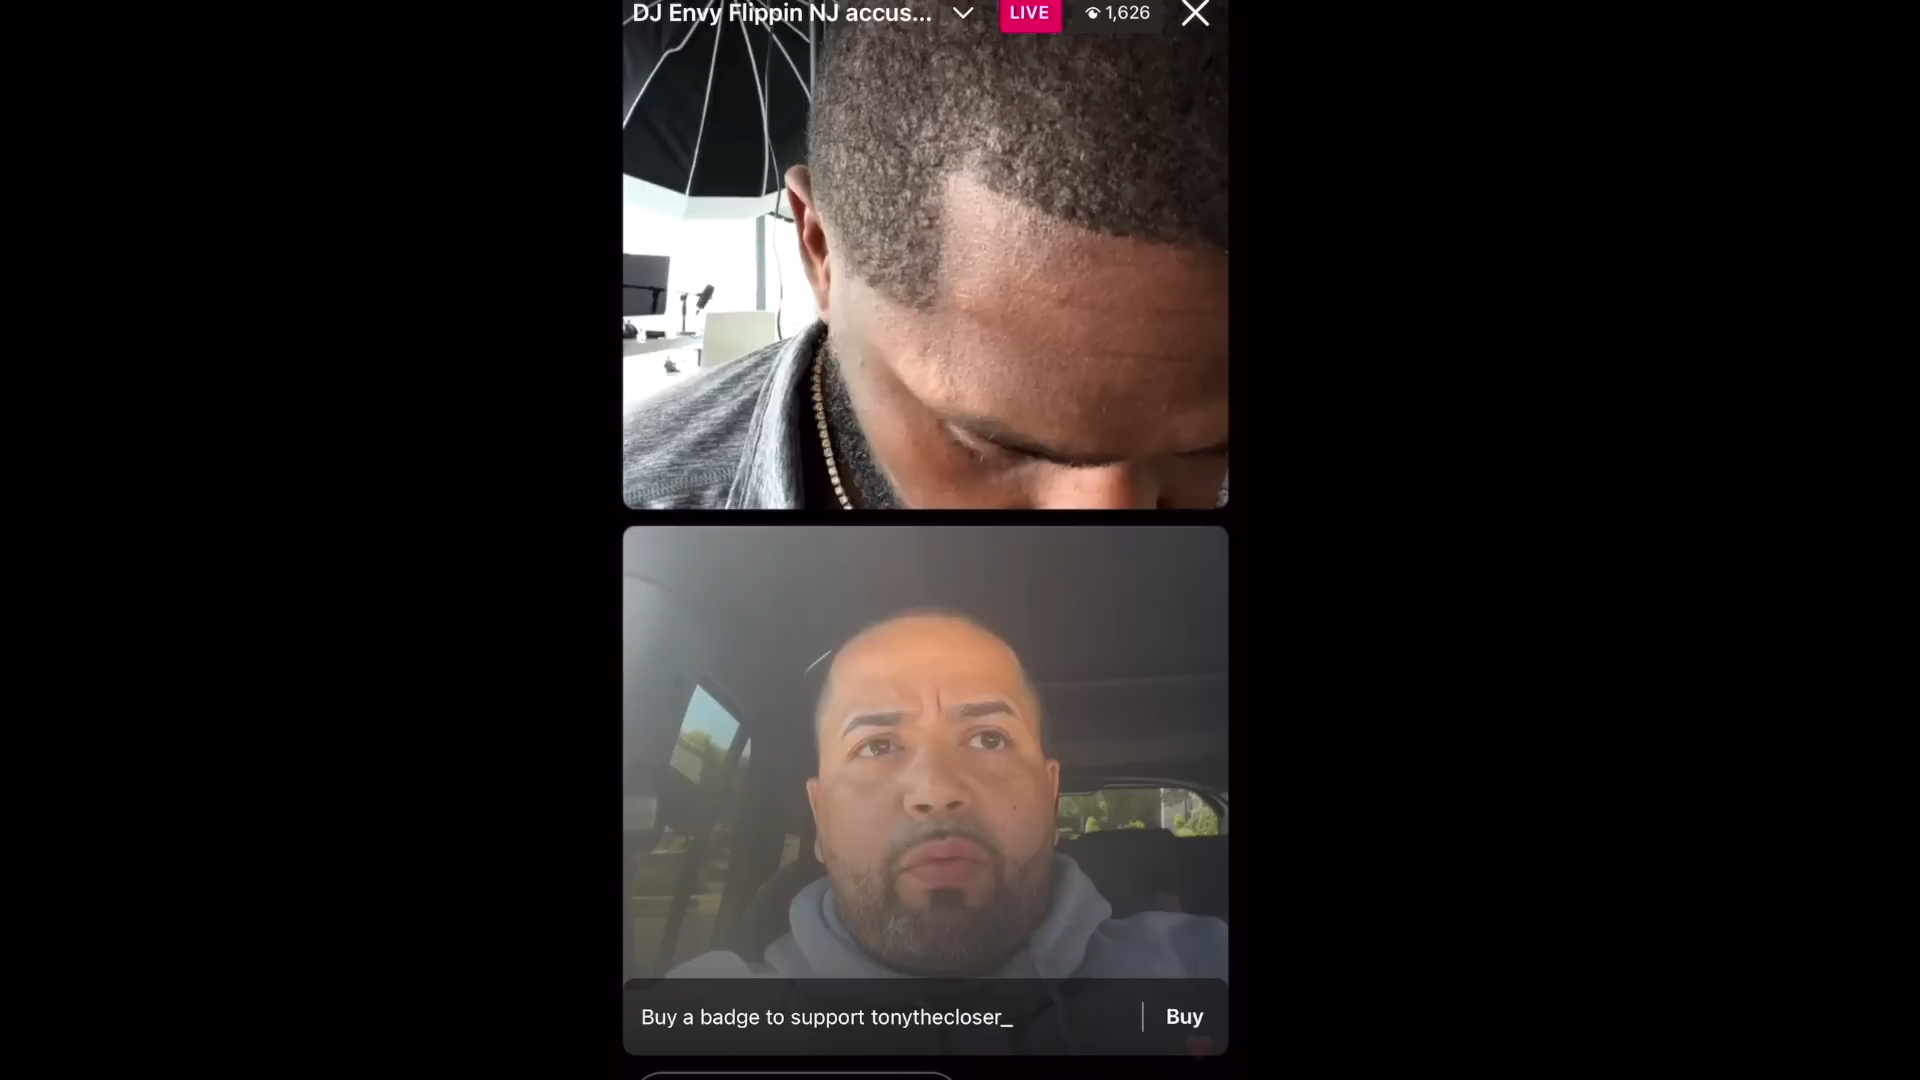 DJ Envy Flippin NJ accus...
LIVE
1,626
Buy a badge to support tonythecloser_
Buy